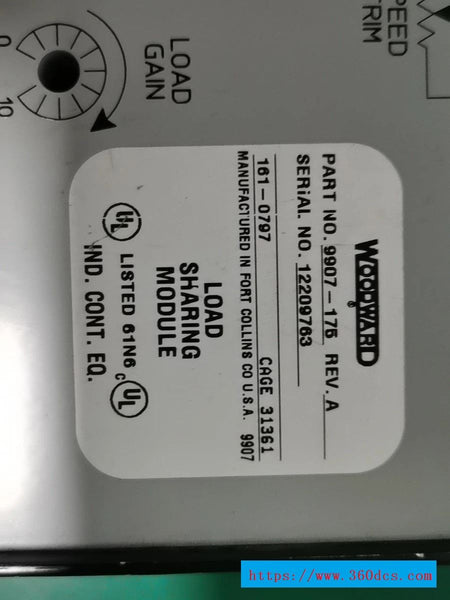 SPEED
TRIM
LOAD
GAIN
0
10
WOODWARD
®
PART NO. 9907-175 REV. A
SERIAL NO. 12209763
161-0797 CAGE 31361
MANUFACTURED IN FORT COLLINS CO U.S.A. 9907
LOAD
SHARING
MODULE
UL LISTED 61N6 C UL
IND. CONT. EQ.
https://www.360dcs.com